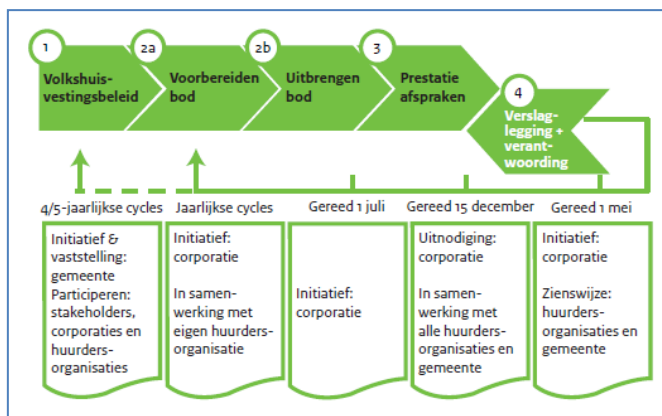 1
Volkshuis-
vestingsbeleid
2a
Voorbereiden
bod
2b
Uitbrengen
bod
3
Prestatie
afspraken
4
Verslag-
legging +
verant-
woording
4/5-jaarlijkse cycles
Initiatief &
vaststelling:
gemeente
Participeren:
stakeholders,
corporaties en
huurders-
organisaties
Jaarlijkse cycles
Initiatief:
corporatie
In samen-
werking met
eigen huurders-
organisatie
Gereed 1 juli
Initiatief:
corporatie
Gereed 15 december
Uitnodiging:
corporatie
In samen-
werking met
alle huurders-
organisaties en
gemeente
Gereed 1 mei
Initiatief:
corporatie
Zienswijze:
huurders-
organisaties en
gemeente